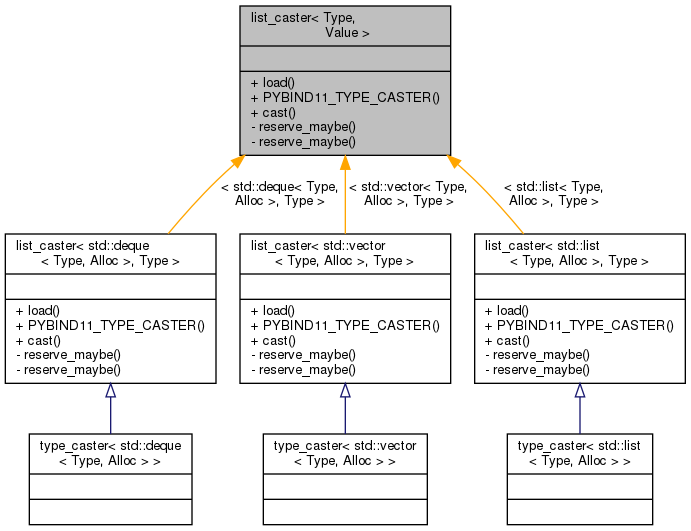 list_caster< Type,
Value >
+ load()
+ PYBIND11_TYPE_CASTER()
+ cast()
- reserve_maybe()
- reserve_maybe()
< std::deque< Type,
Alloc >, Type >
< std::vector< Type,
Alloc >, Type >
< std::list< Type,
Alloc >, Type >
list_caster< std::deque
< Type, Alloc >, Type >
+ load()
+ PYBIND11_TYPE_CASTER()
+ cast()
- reserve_maybe()
- reserve_maybe()
list_caster< std::vector
< Type, Alloc >, Type >
+ load()
+ PYBIND11_TYPE_CASTER()
+ cast()
- reserve_maybe()
- reserve_maybe()
list_caster< std::list
< Type, Alloc >, Type >
+ load()
+ PYBIND11_TYPE_CASTER()
+ cast()
- reserve_maybe()
- reserve_maybe()
type_caster< std::deque
< Type, Alloc > >
type_caster< std::vector
< Type, Alloc > >
type_caster< std::list
< Type, Alloc > >